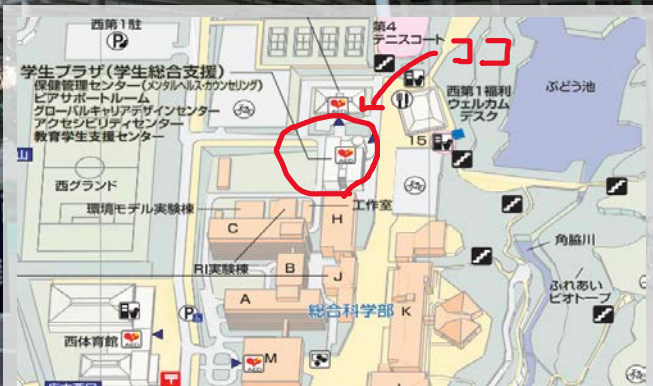 西第1駐
P
第4
テニスコート
ココ
学生プラザ(学生総合支援)
保健管理センター(メンタルヘルス・カウンセリング)
ピアサポートルーム
グローバルキャリアデザインセンター
アクセシビリティセンター
教育学生支援センター
AED
西第1福利
ウェルカム
デスク
ぶどう池
15
AED
山
西グランド
環境モデル実験棟
工作室
H
C
角脇川
RI実験棟
B
J
ふれあい
ビオトープ
A
総合科学部
K
P
西体育館
AED
M
AED
L